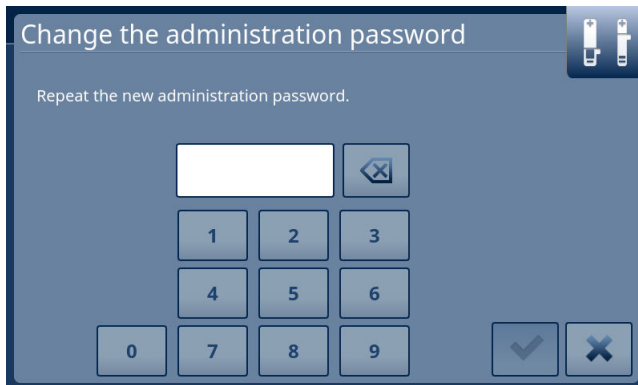 Change the administration password
Repeat the new administration password.
1 2 3
4 5 6
0 7 8 9